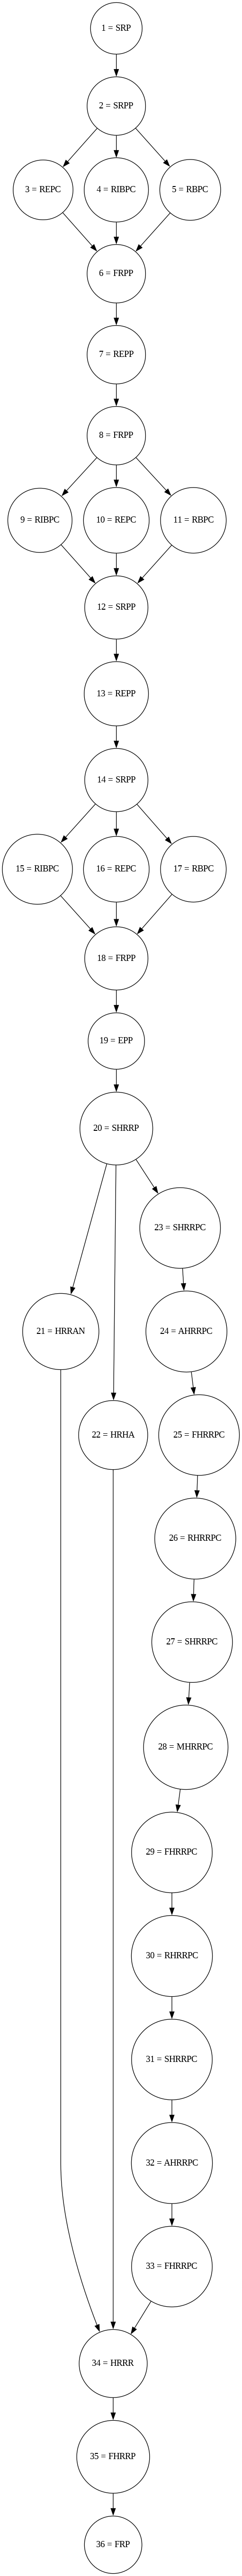 1 = SRP
2 = SRPP
3 = REPC
4 = RIBPC
5 = RBPC
6 = FRPP
7 = REPP
8 = FRPP
9 = RIBPC
10 = REPC
11 = RBPC
12 = SRPP
13 = REPP
14 = SRPP
15 = RIBPC
16 = REPC
17 = RBPC
18 = FRPP
19 = EPP
20 = SHRRP
23 = SHRRPC
21 = HRRAN
24 = AHRRPC
22 = HRHA
25 = FHRRPC
26 = RHRRPC
27 = SHRRPC
28 = MHRRPC
29 = FHRRPC
30 = RHRRPC
31 = SHRRPC
32 = AHRRPC
33 = FHRRPC
34 = HRRR
35 = FHRRP
36 = FRP